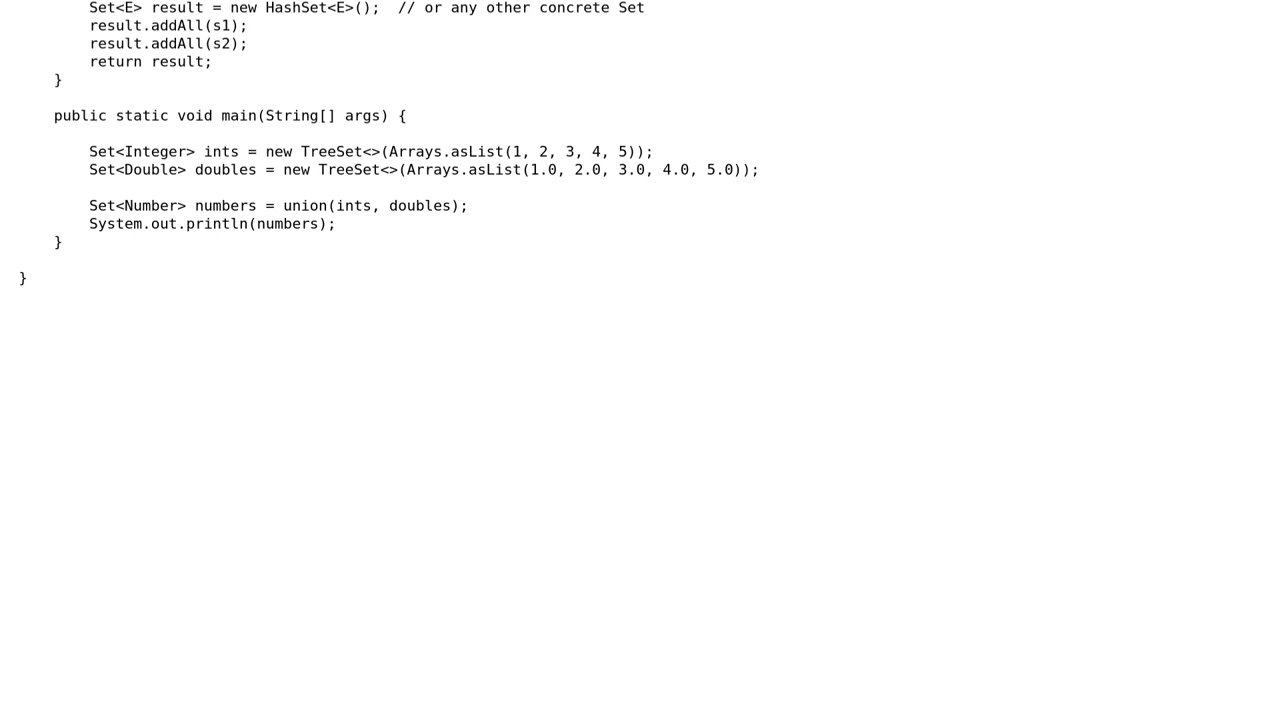 Set<E> result = new HashSet<E>();  // or any other concrete Set
result.addAll(s1);
result.addAll(s2);
return result;
}
public static void main(String[] args) {
Set<Integer> ints = new TreeSet<>(Arrays.asList(1, 2, 3, 4, 5));
Set<Double> doubles = new TreeSet<>(Arrays.asList(1.0, 2.0, 3.0, 4.0, 5.0));
Set<Number> numbers = union(ints, doubles);
System.out.println(numbers);
}
}